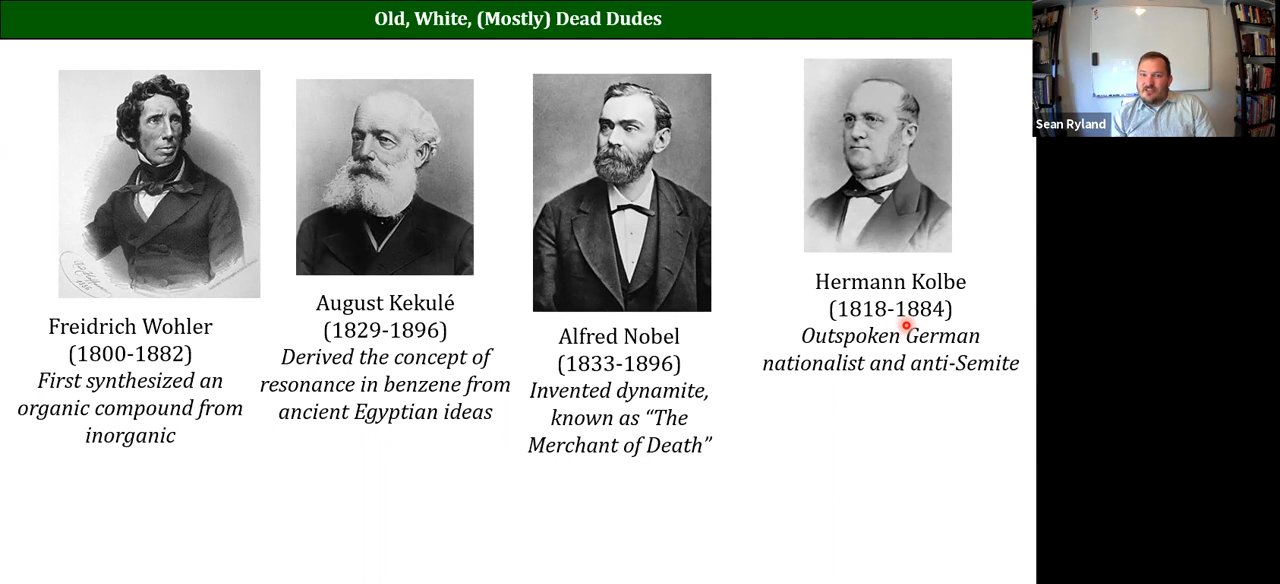 Old, White, (Mostly) Dead Dudes
Sean Ryland
Freidrich Wohler
(1800-1882)
First synthesized an
organic compound from
inorganic
August Kekulé
(1829-1896)
Derived the concept of
resonance in benzene from
ancient Egyptian ideas
Alfred Nobel
(1833-1896)
Invented dynamite,
known as “The
Merchant of Death”
Hermann Kolbe
(1818-1884)
Outspoken German
nationalist and anti-Semite